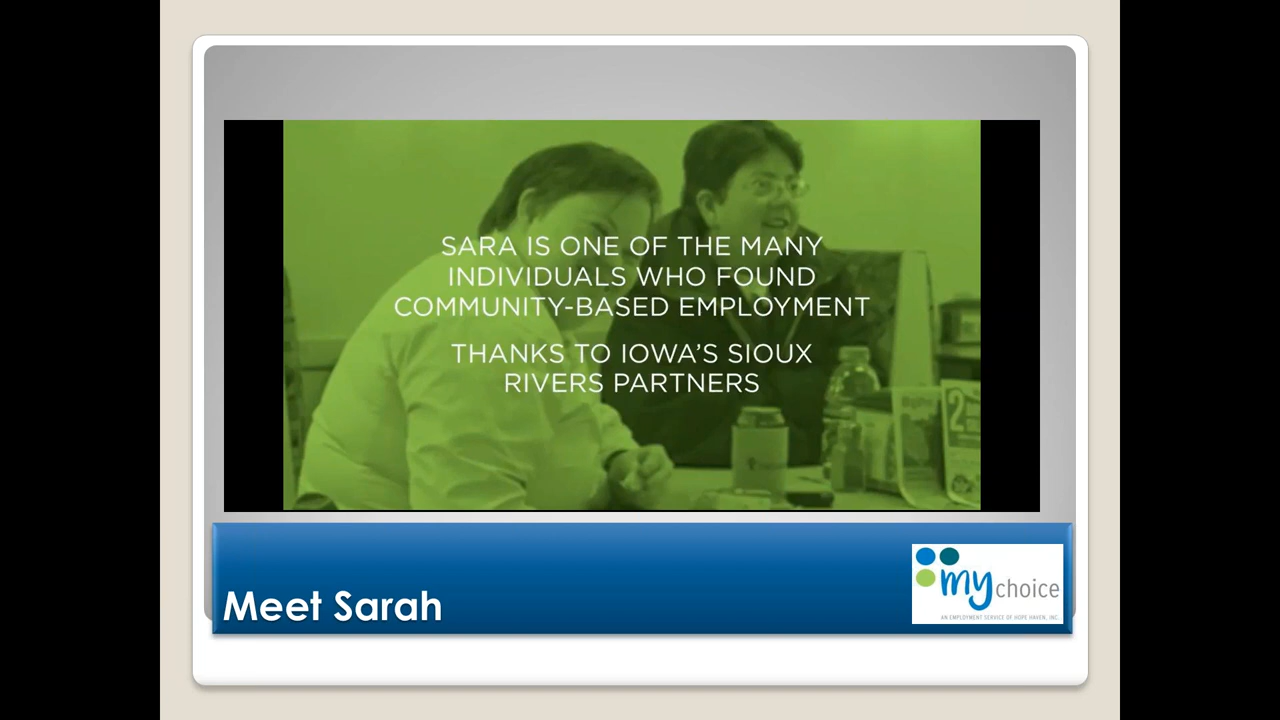 SARA IS ONE OF THE MANY
INDIVIDUALS WHO FOUND
COMMUNITY-BASED EMPLOYMENT
THANKS TO IOWA'S SIOUX
RIVERS PARTNERS
2
Meet Sarah
my choice
AN EMPLOYMENT SERVICE OF HOPE HAVEN, INC.